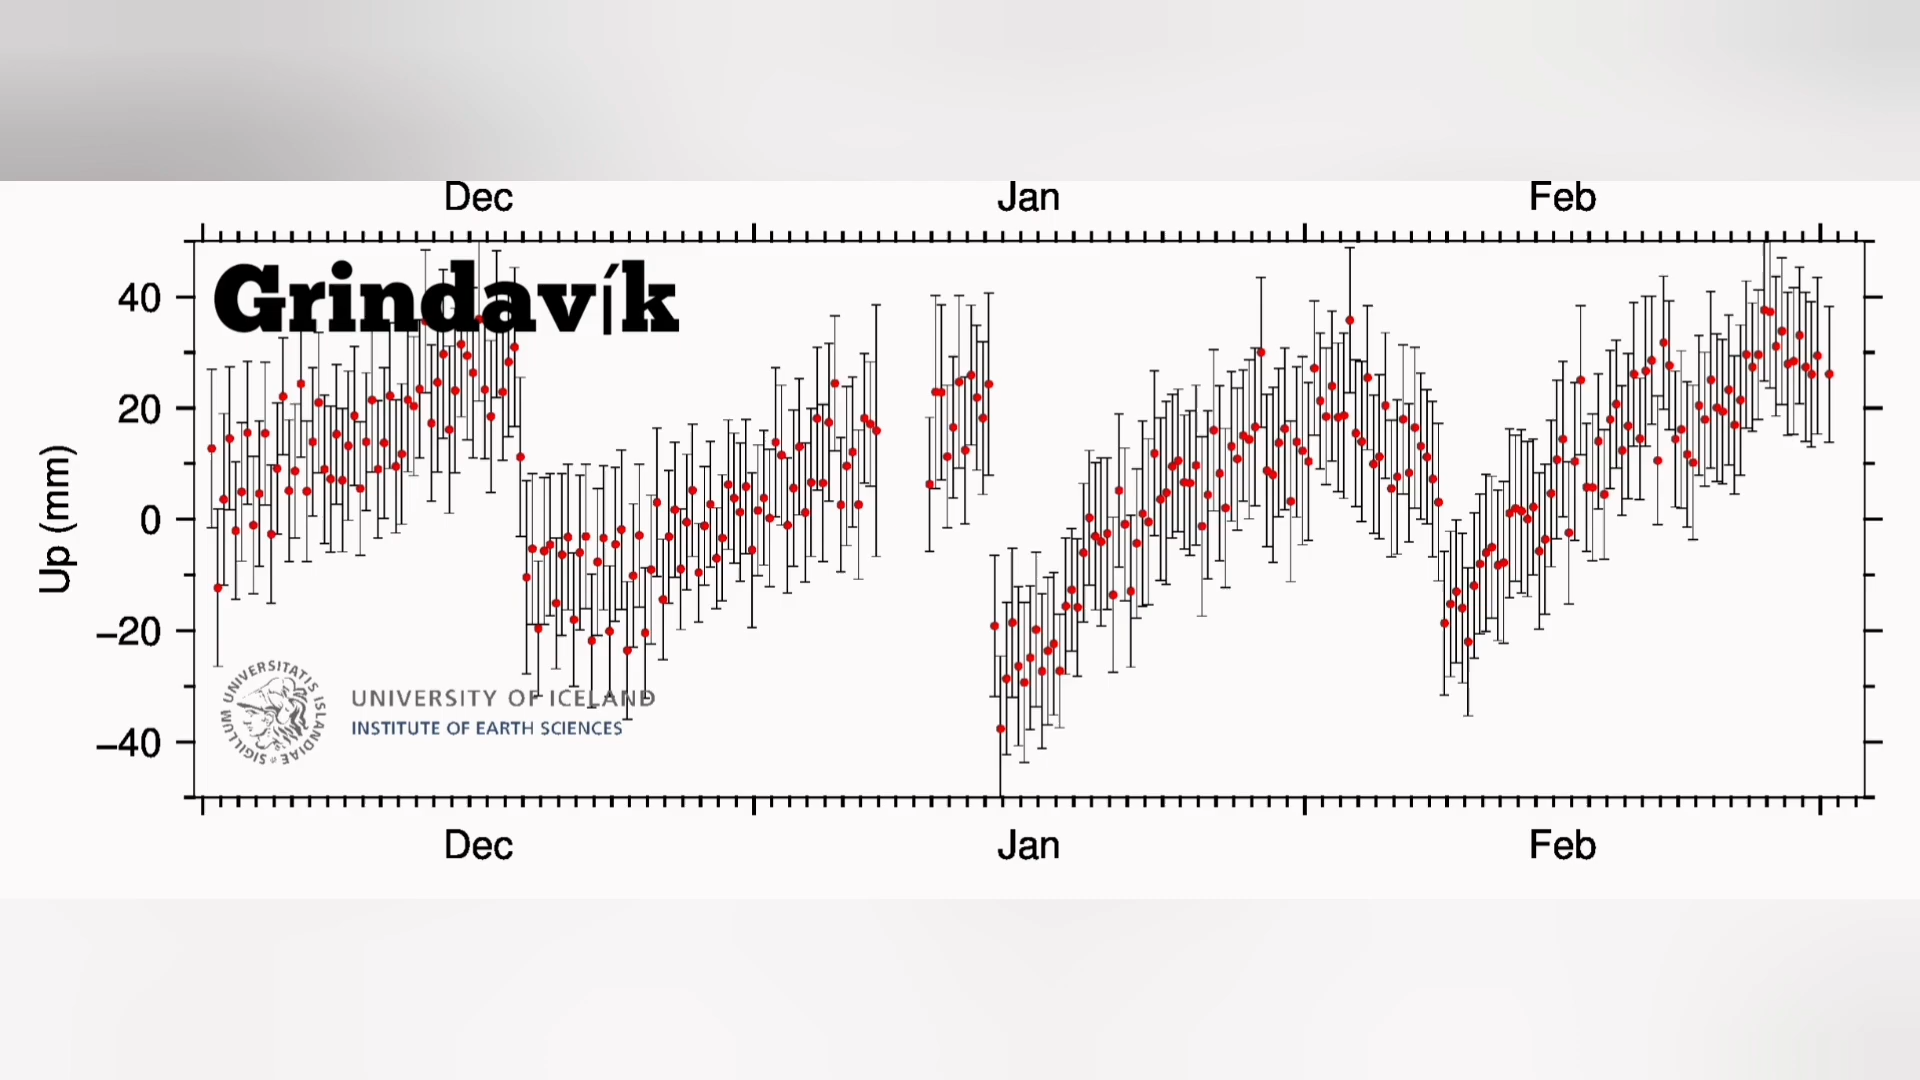 Dec Jan Feb
Grindavík
40
20
0
−20
−40
Up (mm)
SIGILLUM UNIVERSITATIS ISLANDIAE
UNIVERSITY OF ICELAND
INSTITUTE OF EARTH SCIENCES
Dec Jan Feb